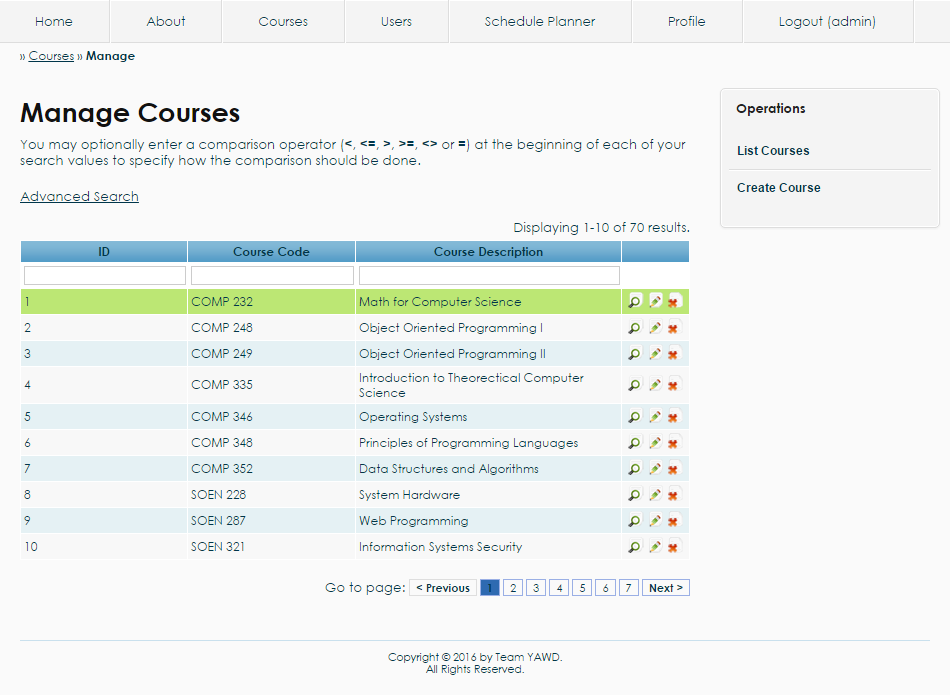 Home About Courses Users Schedule Planner Profile Logout (admin)
» Courses » Manage
Manage Courses
You may optionally enter a comparison operator (<, <=, >, >=, <> or =) at the beginning of each of your
search values to specify how the comparison should be done.
Advanced Search
Displaying 1-10 of 70 results.
ID Course Code Course Description
1 COMP 232 Math for Computer Science
2 COMP 248 Object Oriented Programming I
3 COMP 249 Object Oriented Programming II
4 COMP 335 Introduction to Theorectical Computer
Science
5 COMP 346 Operating Systems
6 COMP 348 Principles of Programming Languages
7 COMP 352 Data Structures and Algorithms
8 SOEN 228 System Hardware
9 SOEN 287 Web Programming
10 SOEN 321 Information Systems Security
Go to page: < Previous 1 2 3 4 5 6 7 Next >
Operations
List Courses
Create Course
Copyright © 2016 by Team YAWD.
All Rights Reserved.